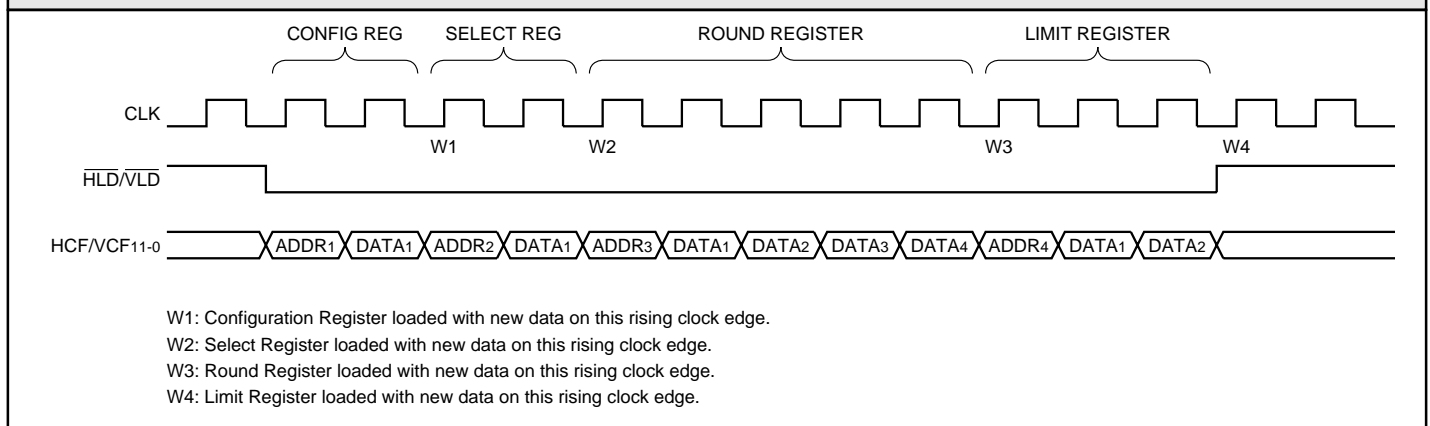 CONFIG REG SELECT REG ROUND REGISTER LIMIT REGISTER
CLK
W1 W2 W3 W4
HLD/VLD
HCF/VCF11-0 ADDR1 DATA1 ADDR2 DATA1 ADDR3 DATA1 DATA2 DATA3 DATA4 ADDR4 DATA1 DATA2
W1: Configuration Register loaded with new data on this rising clock edge.
W2: Select Register loaded with new data on this rising clock edge.
W3: Round Register loaded with new data on this rising clock edge.
W4: Limit Register loaded with new data on this rising clock edge.